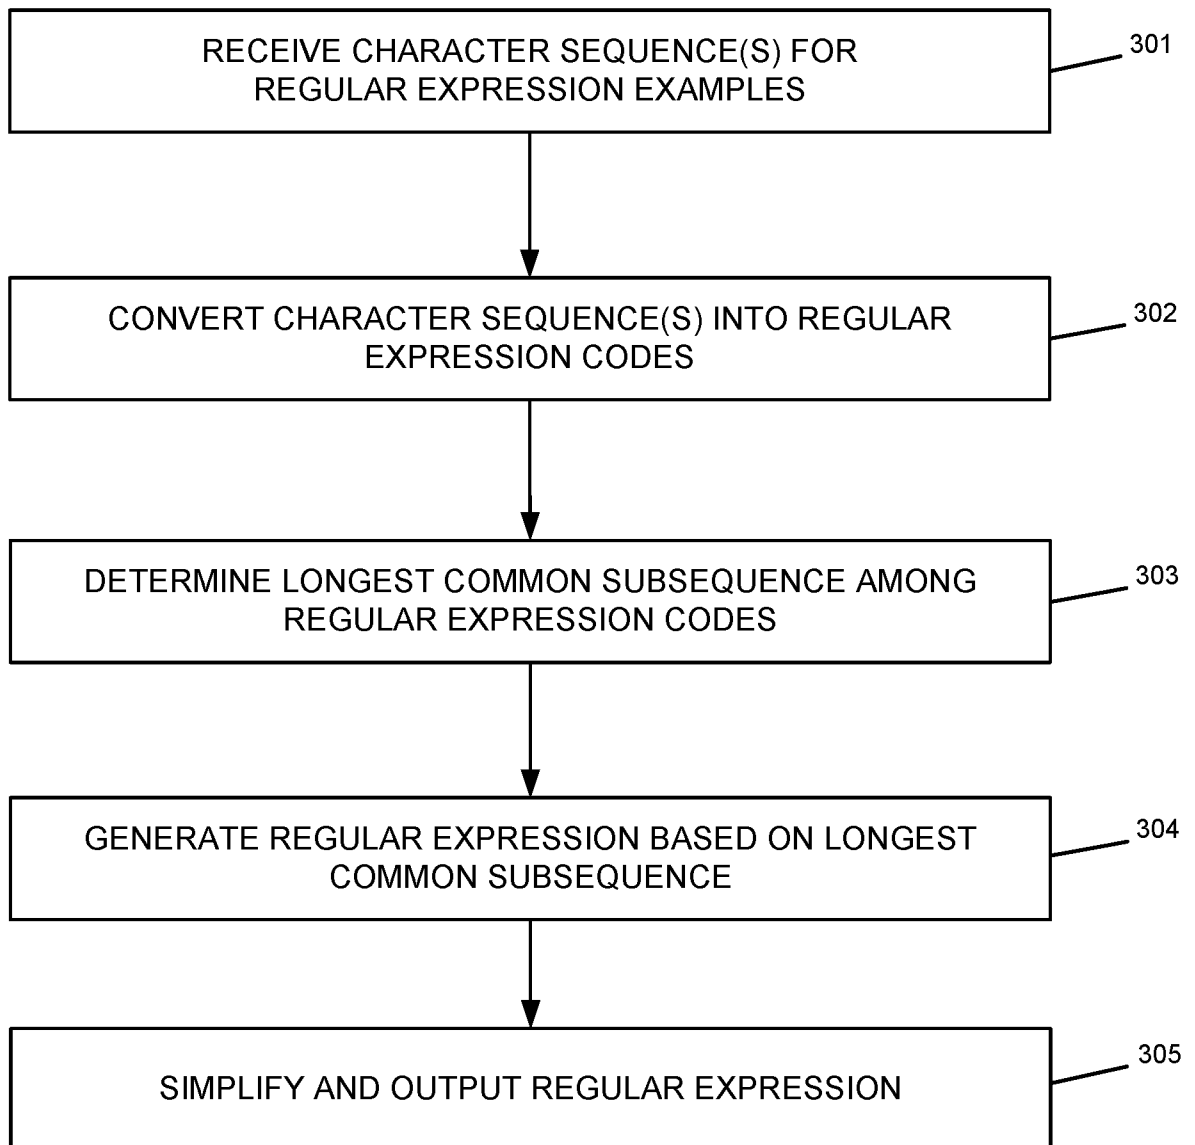 RECEIVE CHARACTER SEQUENCE(S) FOR
REGULAR EXPRESSION EXAMPLES
301
CONVERT CHARACTER SEQUENCE(S) INTO REGULAR
EXPRESSION CODES
302
DETERMINE LONGEST COMMON SUBSEQUENCE AMONG
REGULAR EXPRESSION CODES
303
GENERATE REGULAR EXPRESSION BASED ON LONGEST
COMMON SUBSEQUENCE
304
SIMPLIFY AND OUTPUT REGULAR EXPRESSION
305